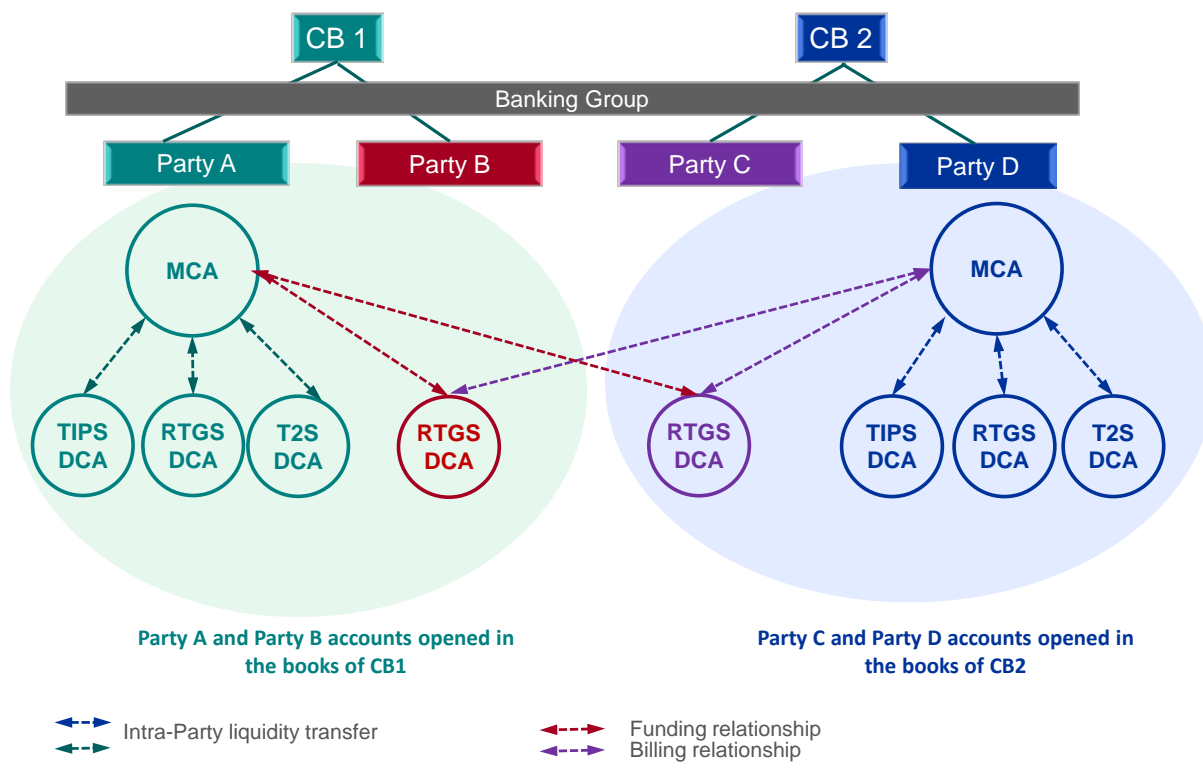 CB 1
CB 2
Banking Group
Party A
Party B
Party C
Party D
MCA
MCA
TIPS
DCA
RTGS
DCA
T2S
DCA
RTGS
DCA
RTGS
DCA
TIPS
DCA
RTGS
DCA
T2S
DCA
Party A and Party B accounts opened in
the books of CB1
Party C and Party D accounts opened in
the books of CB2
Intra-Party liquidity transfer
Funding relationship
Billing relationship